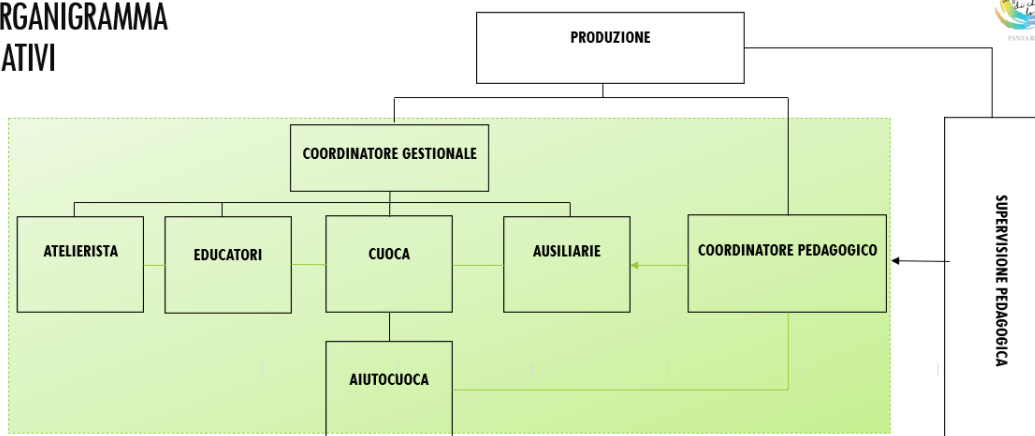 RGANIGRAMMA
ATIVI
PRODUZIONE
COORDINATORE GESTIONALE
ATELIERISTA
EDUCATORI
CUOCA
AUSILIARIE
COORDINATORE PEDAGOGICO
SUPERVISIONE PEDAGOGICA
AIUTOCUOCA